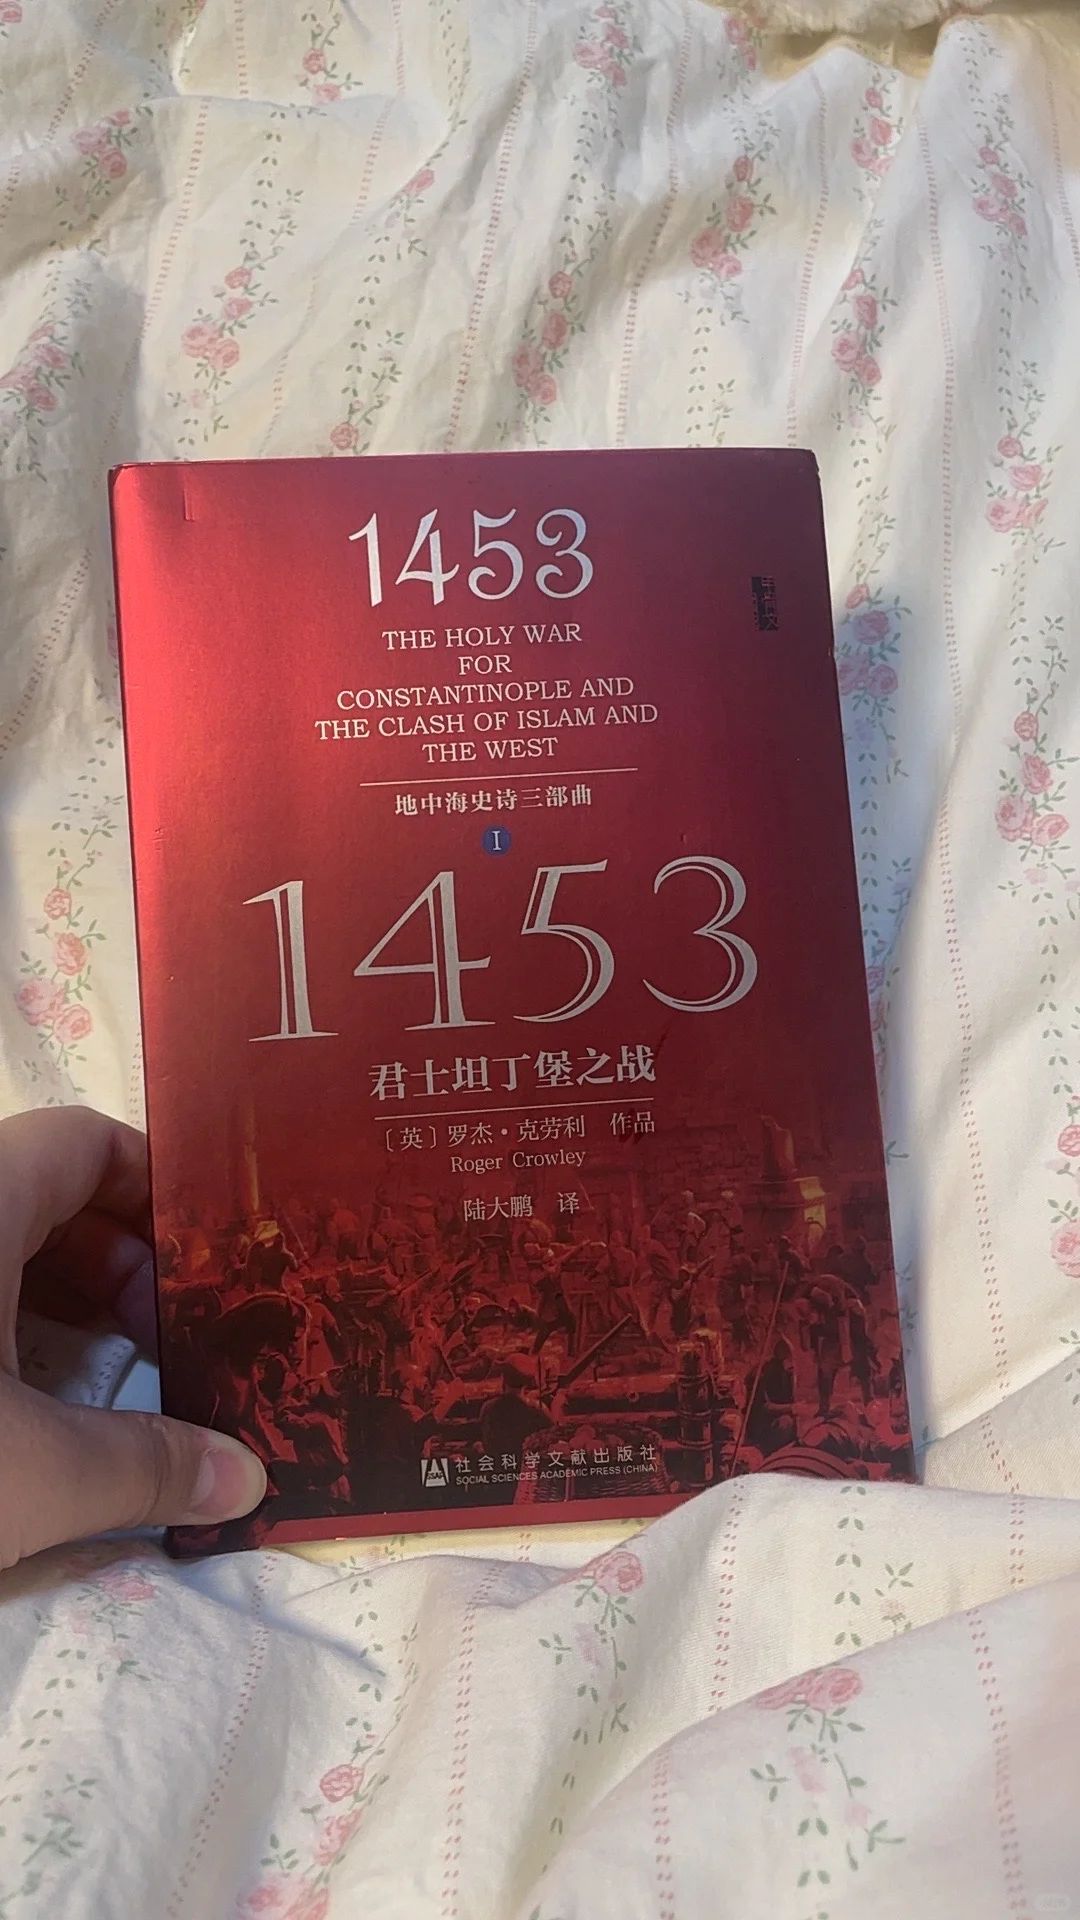 1453
THE HOLY WAR
FOR
CONSTANTINOPLE AND
THE CLASH OF ISLAM AND
THE WEST
地中海史诗三部曲
I
1453
君士坦丁堡之战
〔英〕罗杰·克劳利 作品
Roger Crowley
陆大鹏 译
社会科学文献出版社
SOCIAL SCIENCES ACADEMIC PRESS (CHINA)